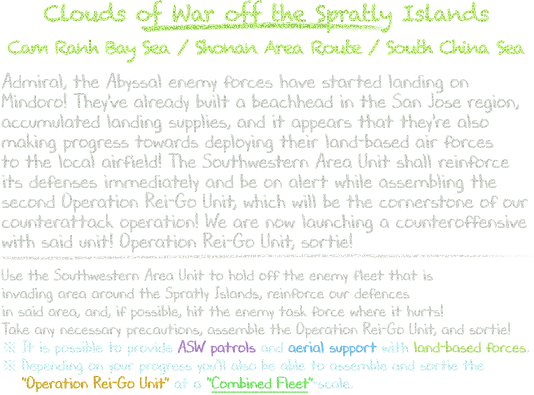 Clouds of War off the Spratly Islands
Cam Ranh Bay Sea / Shonan Area Route / South China Sea
Admiral, the Abyssal enemy forces have started landing on
Mindoro! They've already built a beachhead in the San Jose region,
accumulated landing supplies, and it appears that they're also
making progress towards deploying their land-based air forces
to the local airfield! The Southwestern Area Unit shall reinforce
its defenses immediately and be on alert while assembling the
second Operation Rei-Go Unit, which will be the cornerstone of our
counterattack operation! We are now launching a counteroffensive
with said unit! Operation Rei-Go Unit, sortie!
Use the Southwestern Area Unit to hold off the enemy fleet that is
invading area around the Spratly Islands, reinforce our defences
in said area, and, if possible, hit the enemy task force where it hurts!
Take any necessary precautions, assemble the Operation Rei-Go Unit, and sortie!
※ It is possible to provide ASW patrols and aerial support with land-based forces.
※ Depending on your progress you'll also be able to assemble and sortie the
"Operation Rei-Go Unit" at a "Combined Fleet"-scale.